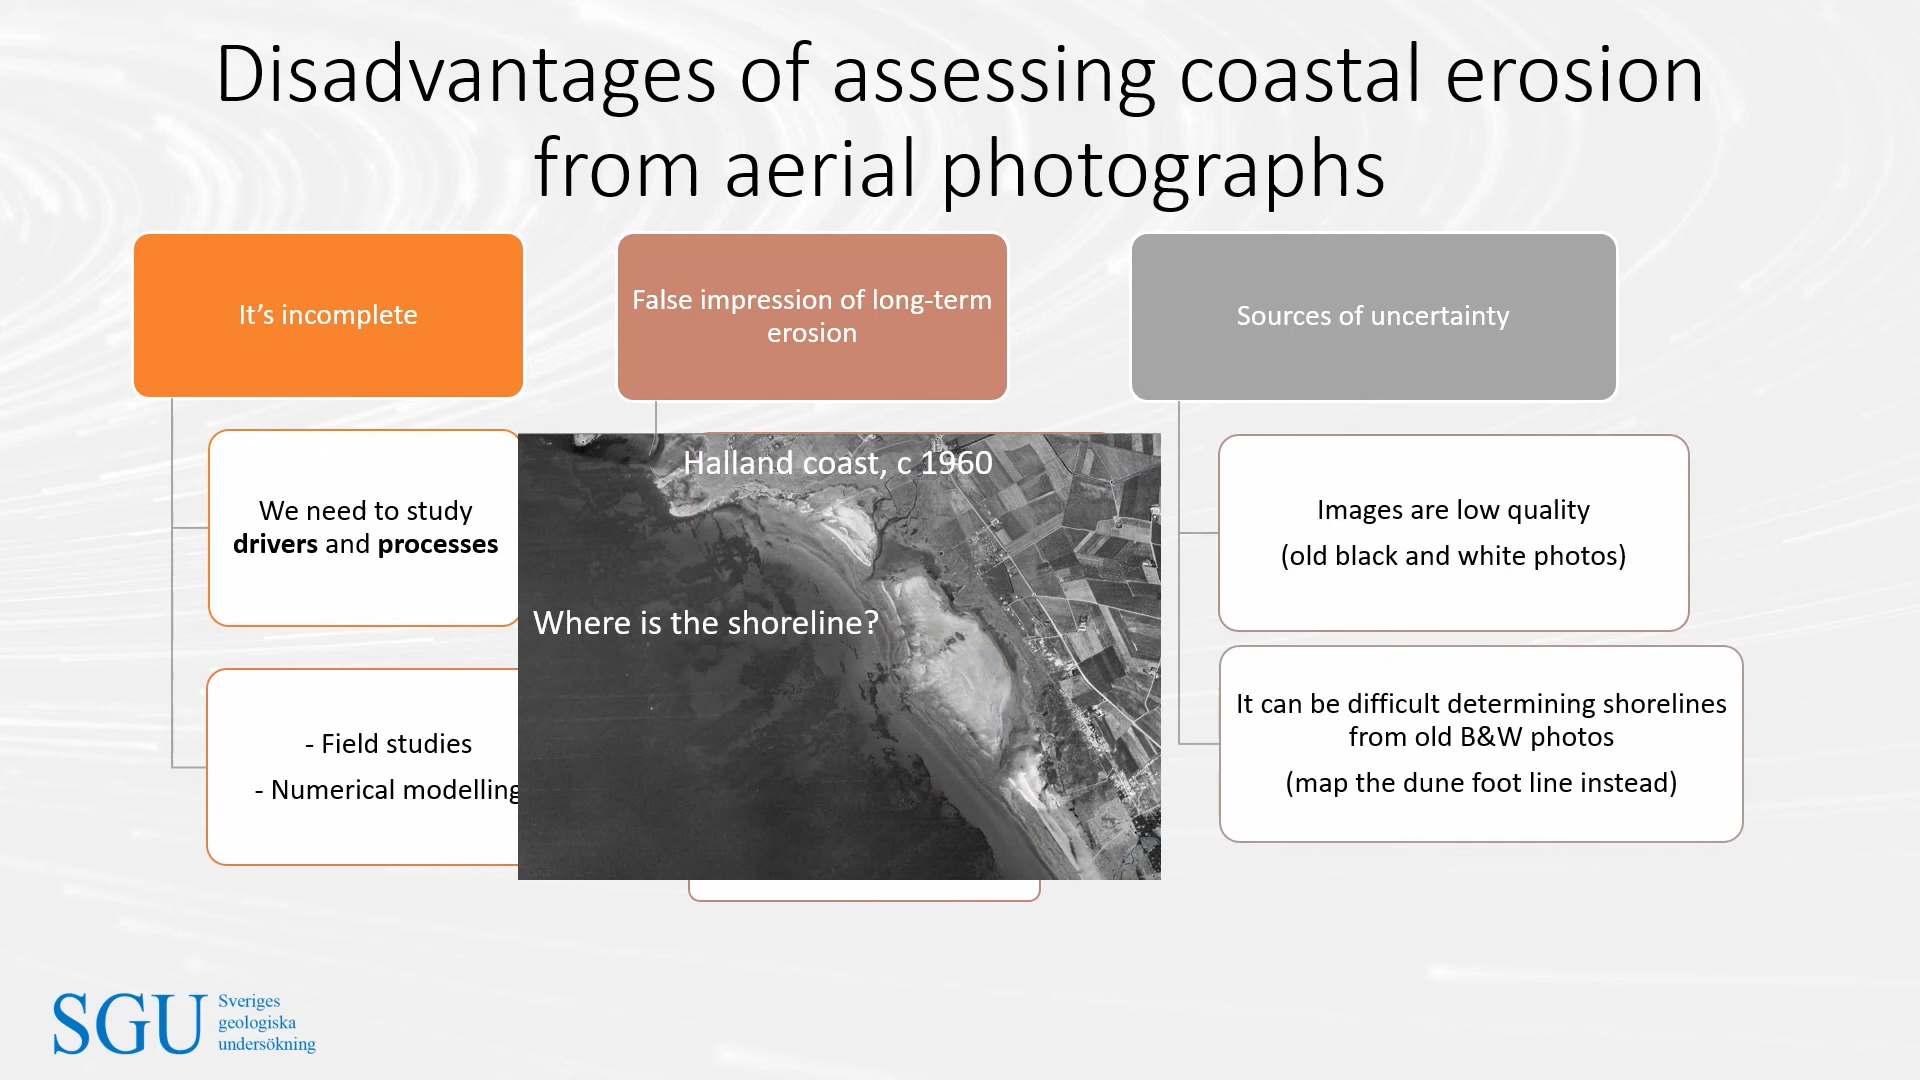 Disadvantages of assessing coastal erosion
from aerial photographs
It’s incomplete
We need to study
drivers and processes
- Field studies
- Numerical modelling
False impression of long-term
erosion
Halland coast, c 1960
Where is the shoreline?
Sources of uncertainty
Images are low quality
(old black and white photos)
It can be difficult determining shorelines
from old B&W photos
(map the dune foot line instead)
SGU
Sveriges
geologiska
undersökning